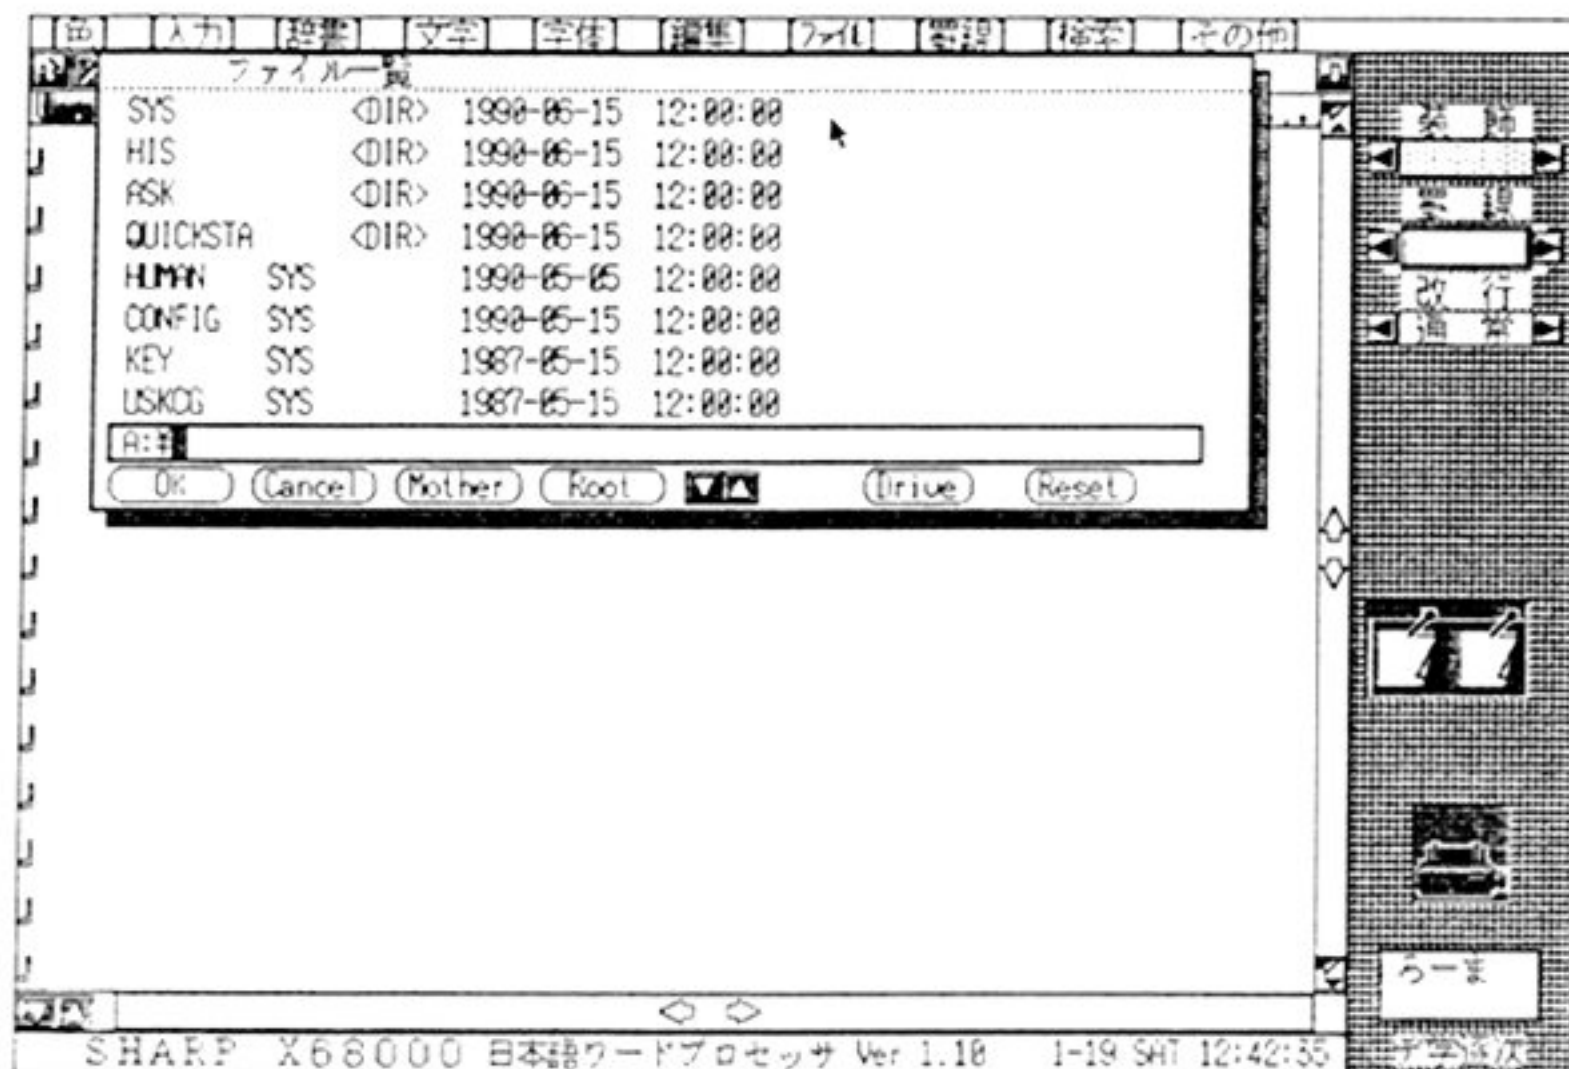 色 入力 辞書 文字 字体 編集 ファイル 罫線 検索 その他
ファイル一覧
SYS <DIR> 1990-06-15 12:00:00
HIS <DIR> 1990-06-15 12:00:00
ASK <DIR> 1990-06-15 12:00:00
QUICKSTA <DIR> 1990-06-15 12:00:00
HUMAN SYS 1990-05-05 12:00:00
CONFIG SYS 1990-05-15 12:00:00
KEY SYS 1987-05-15 12:00:00
USKCG SYS 1987-05-15 12:00:00
A:¥
OK Cancel Mother Root Drive Reset
改行
ろーま
SHARP X68000 日本語ワードプロセッサ Ver 1.10 1-19 SAT 12:42:35